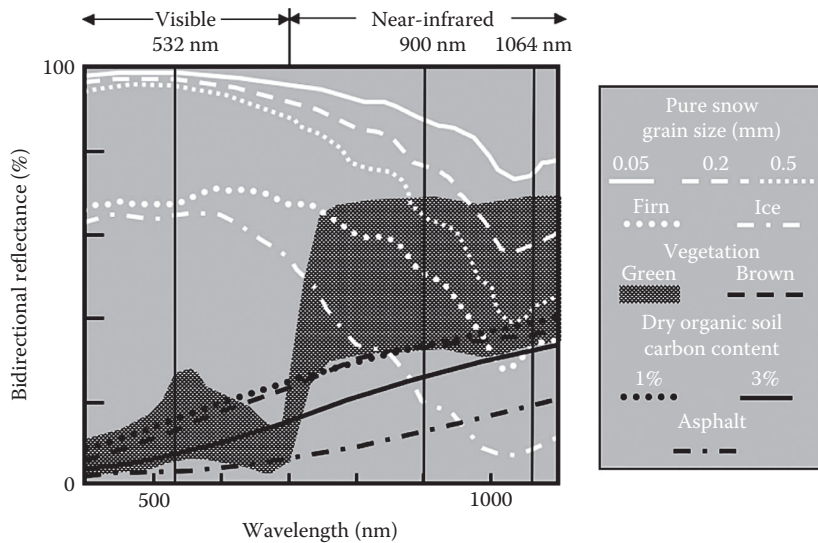 Visible
Near-infrared
532 nm
900 nm
1064 nm
100
Bidirectional reflectance (%)
0
500
1000
Wavelength (nm)
Pure snow
grain size (mm)
0.05 0.2 0.5
Firn Ice
Vegetation
Green Brown
Dry organic soil
carbon content
1% 3%
Asphalt